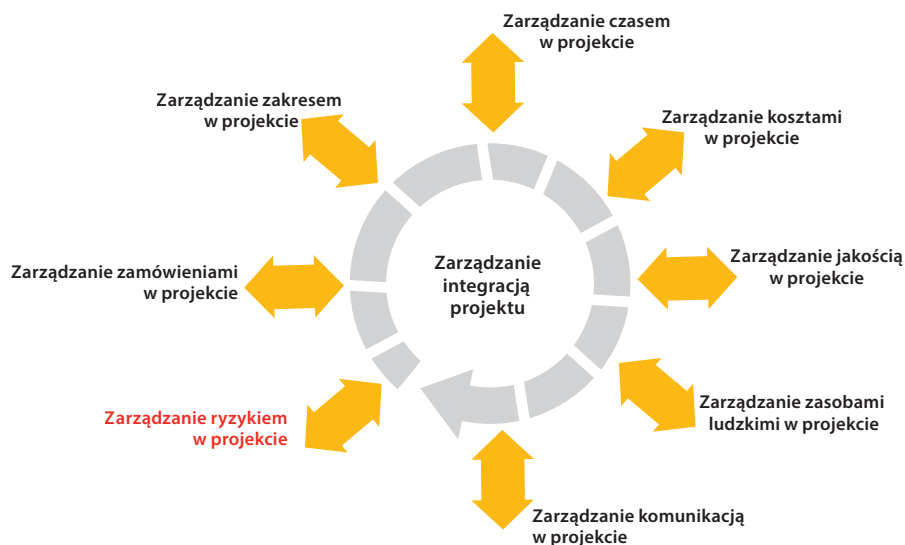 Zarządzanie czasem
w projekcie
Zarządzanie zakresem
w projekcie
Zarządzanie kosztami
w projekcie
Zarządzanie zamówieniami
w projekcie
Zarządzanie
integracją
projektu
Zarządzanie jakością
w projekcie
Zarządzanie ryzykiem
w projekcie
Zarządzanie zasobami
ludzkimi w projekcie
Zarządzanie komunikacją
w projekcie